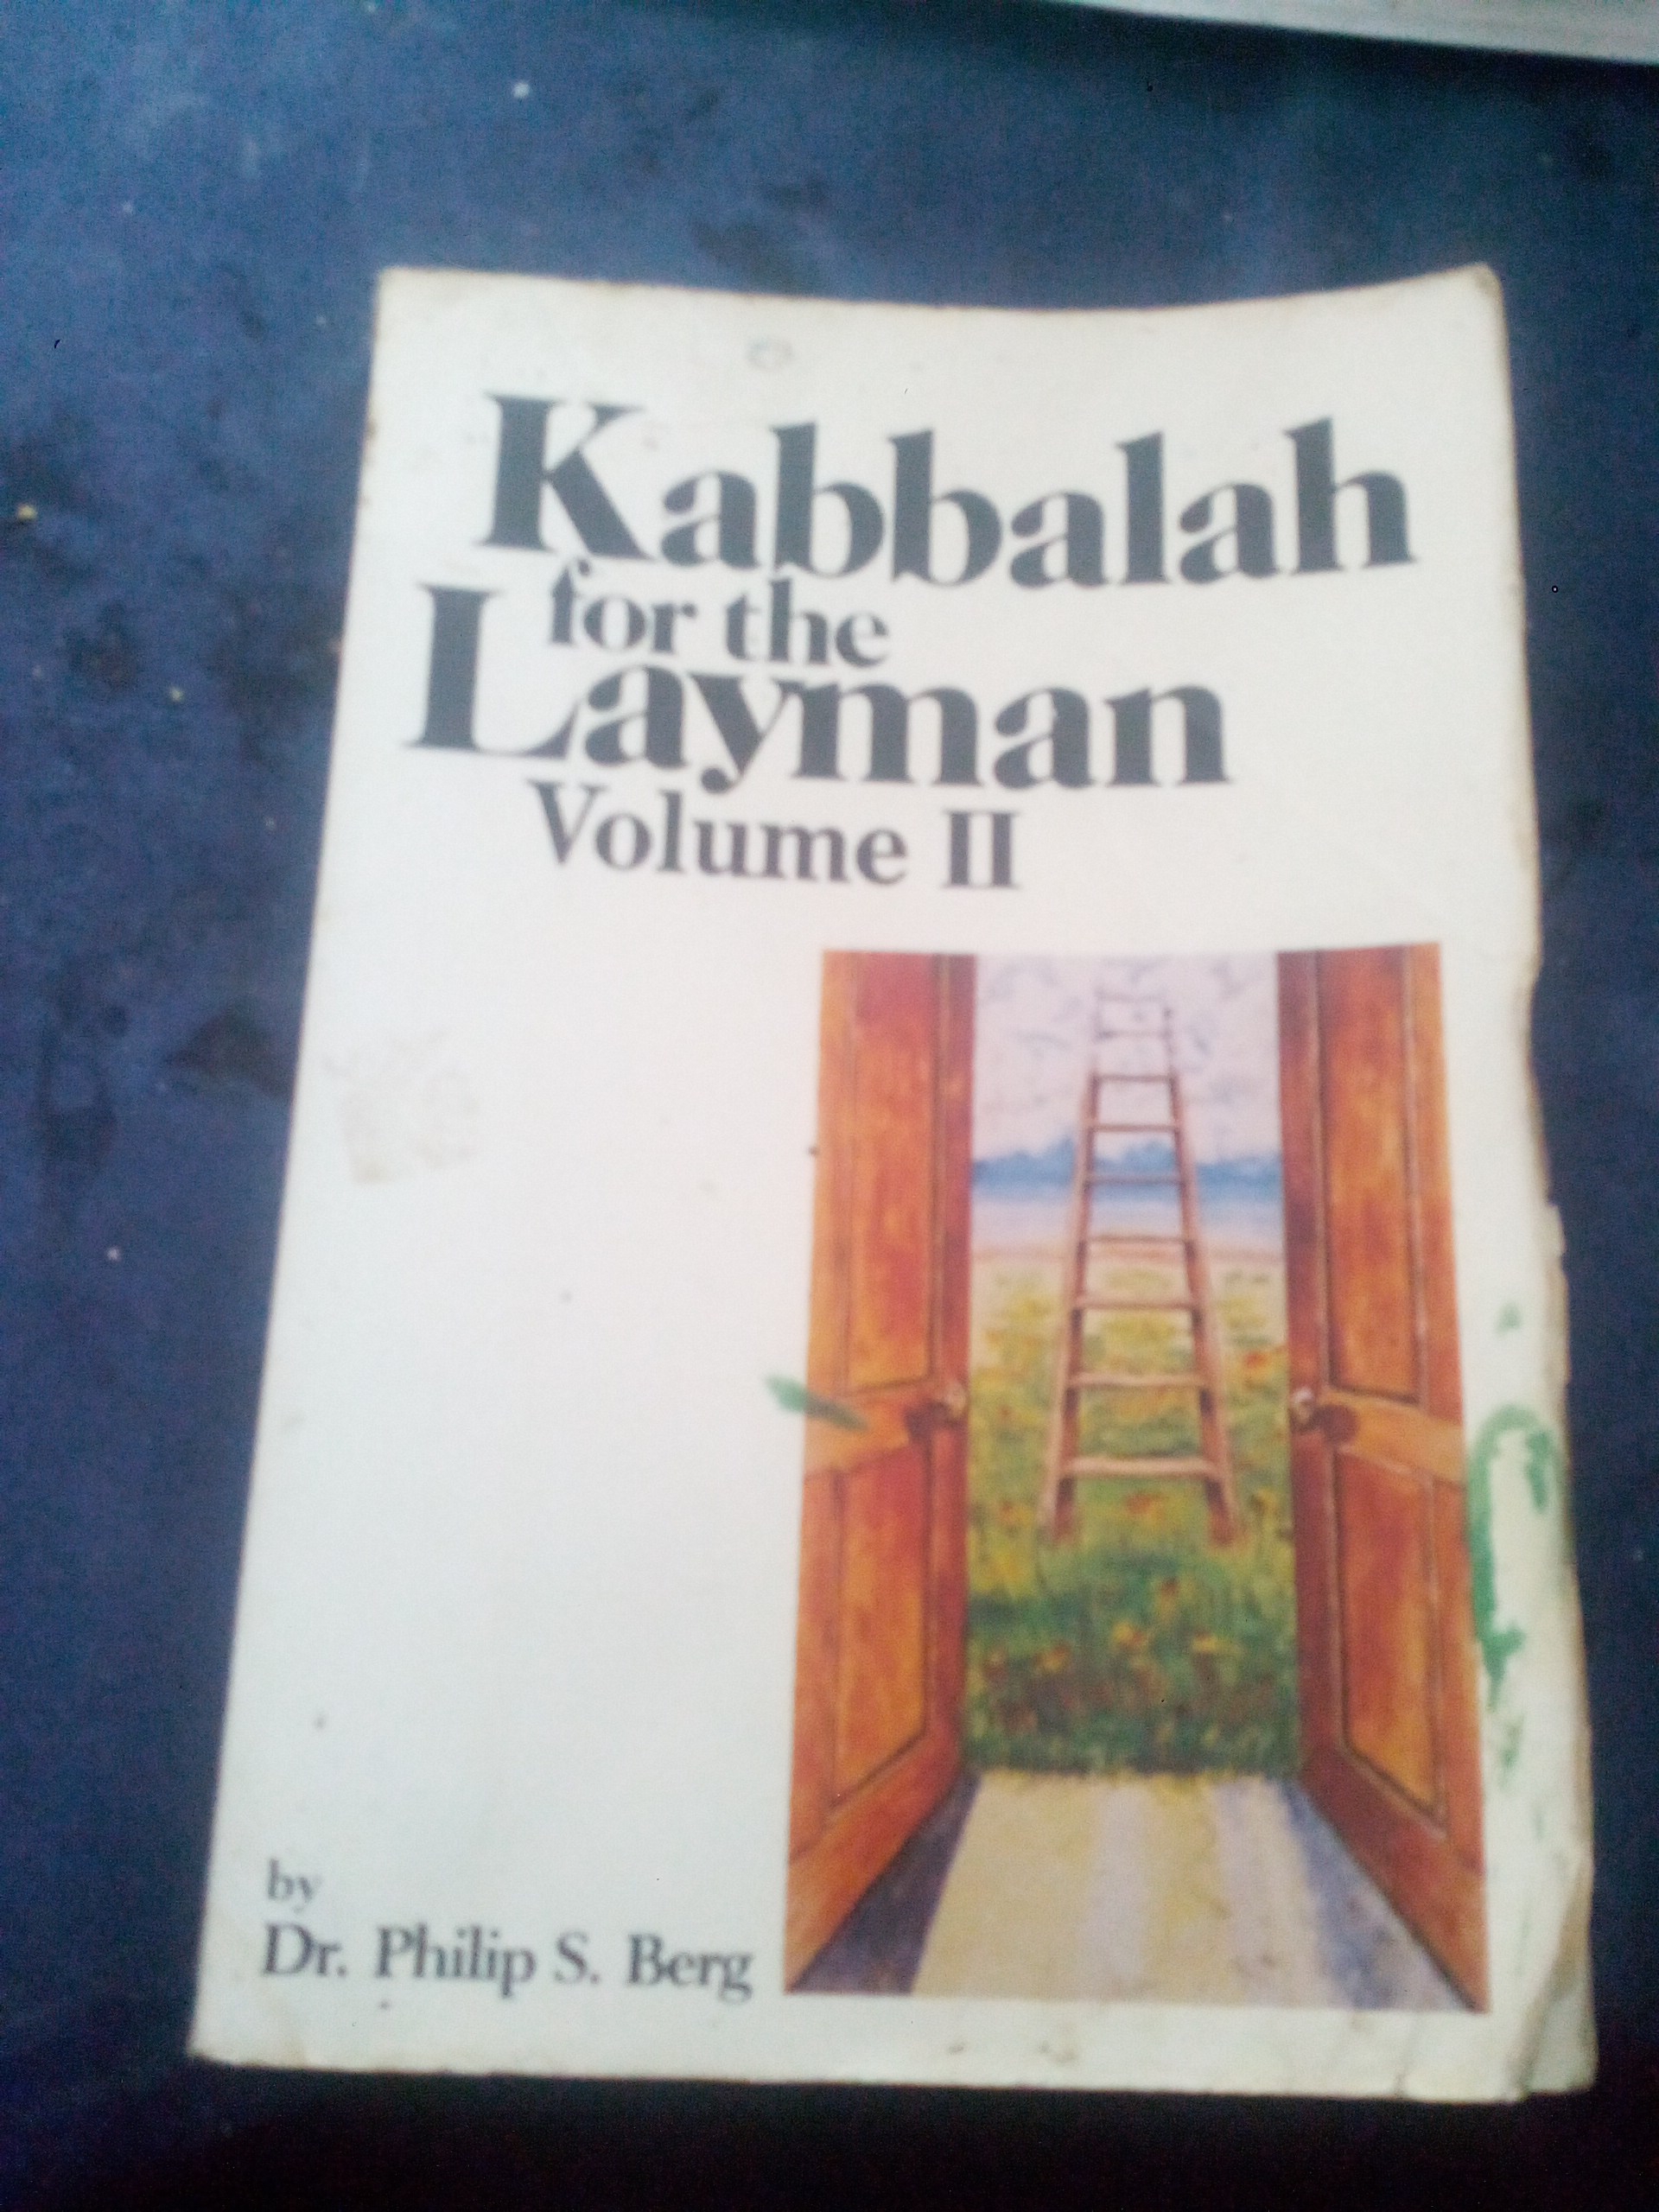 Kabbalah
for the
Layman
Volume II
by
Dr. Philip S. Berg